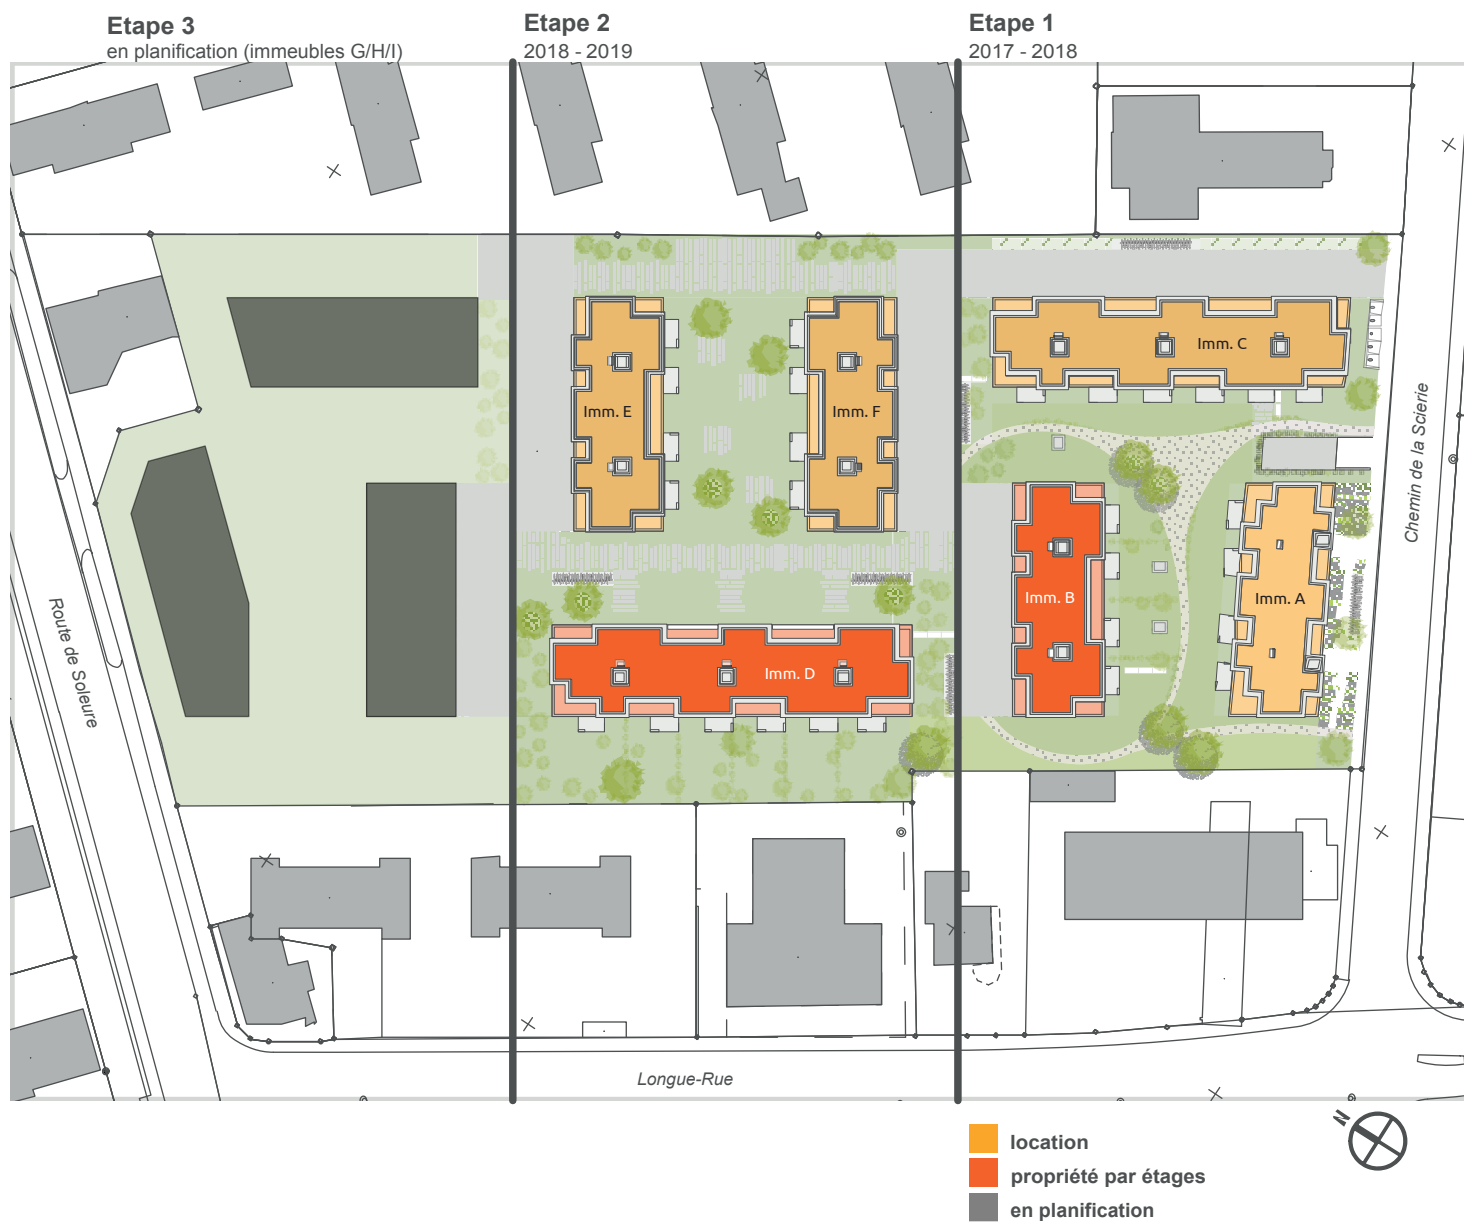 Etape 3
en planification (immeubles G/H/I)
Etape 2
2018 - 2019
Etape 1
2017 - 2018
Imm. C
Imm. E
Imm. F
Imm. B
Imm. A
Imm. D
Chemin de la Scierie
Route de Soleure
Longue-Rue
N
location
propriété par étages
en planification